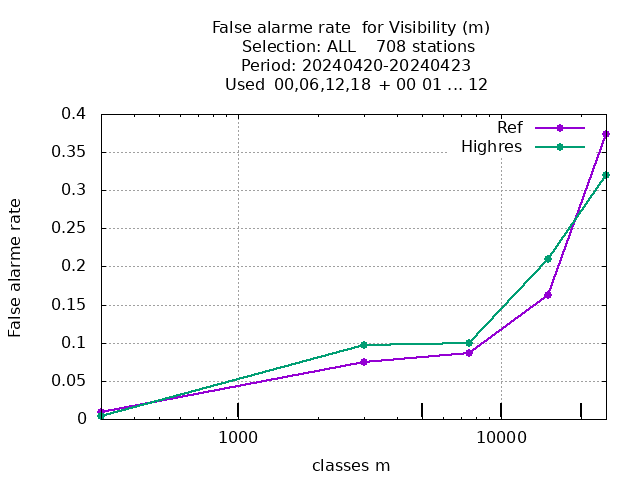 False alarme rate  for Visibility (m)
Selection: ALL    708 stations
Period: 20240420-20240423
Used  00,06,12,18 + 00 01 ... 12
Ref
Highres
0.4
0.35
0.3
0.25
0.2
0.15
0.1
0.05
0
False alarme rate
1000
10000
classes m